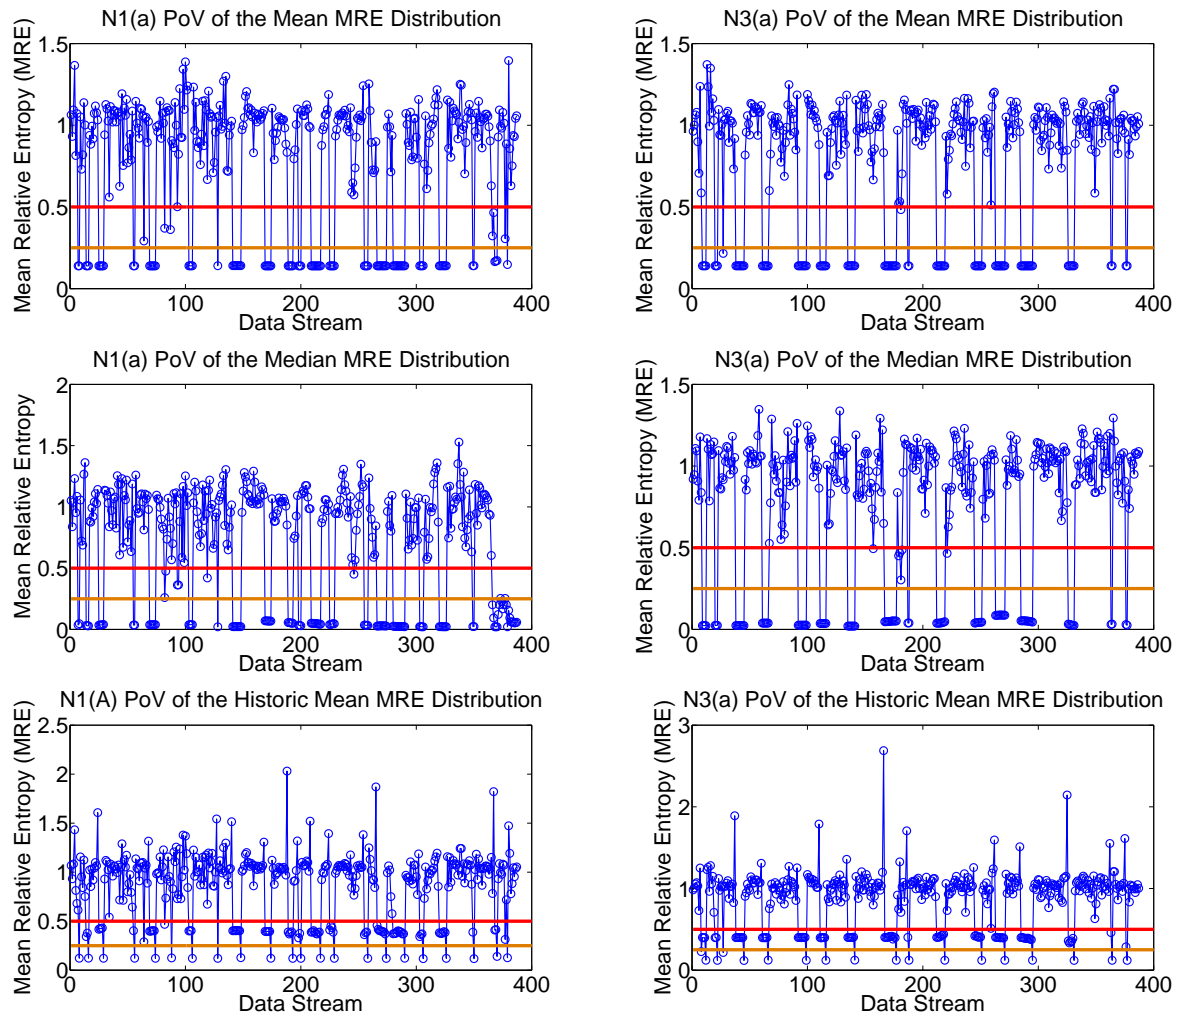 N1(a) PoV of the Mean MRE Distribution
Mean Relative Entropy (MRE)
1.5
1
0.5
0
0 100 200 300 400
Data Stream
N3(a) PoV of the Mean MRE Distribution
Mean Relative Entropy (MRE)
1.5
1
0.5
0
0 100 200 300 400
Data Stream
N1(a) PoV of the Median MRE Distribution
Mean Relative Entropy
2
1.5
1
0.5
0
0 100 200 300 400
Data Stream
N3(a) PoV of the Median MRE Distribution
Mean Relative Entropy (MRE)
1.5
1
0.5
0
0 100 200 300 400
Data Stream
N1(A) PoV of the Historic Mean MRE Distribution
Mean Relative Entropy (MRE)
2.5
2
1.5
1
0.5
0
0 100 200 300 400
Data Stream
N3(a) PoV of the Historic Mean MRE Distribution
Mean Relative Entropy (MRE)
3
2
1
0
0 100 200 300 400
Data Stream